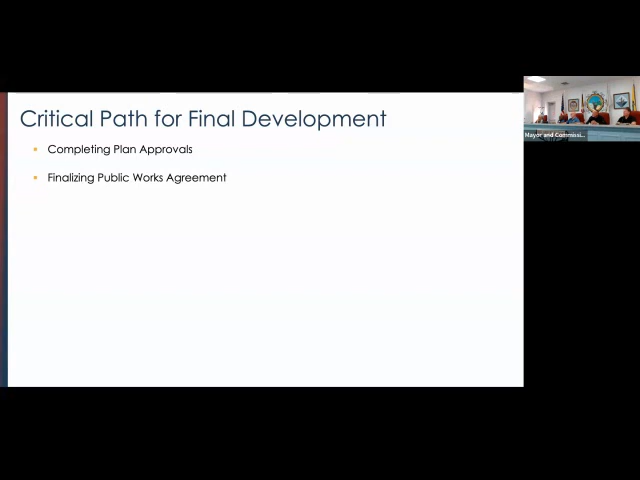 Critical Path for Final Development
Completing Plan Approvals
Finalizing Public Works Agreement
Mayor and Commissi...